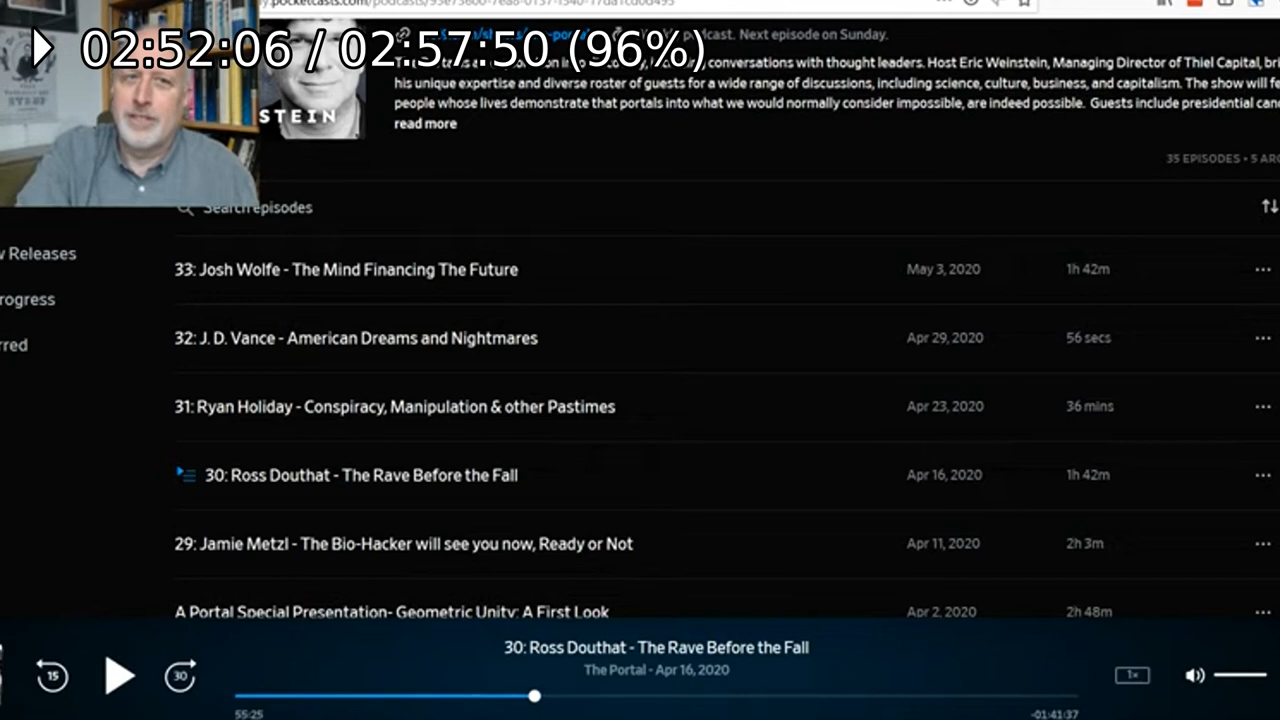 02:52:06 / 02:57:50 (96%)
.pocketcasts.com/podcasts/
dcast. Next episode on Sunday.
conversations with thought leaders. Host Eric Weinstein, Managing Director of Thiel Capital, bri
his unique expertise and diverse roster of guests for a wide range of discussions, including science, culture, business, and capitalism. The show will fe
people whose lives demonstrate that portals into what we would normally consider impossible, are indeed possible. Guests include presidential can
read more
STEIN
35 EPISODES • 5 ARC
Search episodes
w Releases
rogress
rred
33: Josh Wolfe - The Mind Financing The Future May 3, 2020 1h 42m
32: J. D. Vance - American Dreams and Nightmares Apr 29, 2020 56 secs
31: Ryan Holiday - Conspiracy, Manipulation & other Pastimes Apr 23, 2020 36 mins
30: Ross Douthat - The Rave Before the Fall Apr 16, 2020 1h 42m
29: Jamie Metzl - The Bio-Hacker will see you now, Ready or Not Apr 11, 2020 2h 3m
A Portal Special Presentation- Geometric Unity: A First Look Apr 2, 2020 2h 48m
30: Ross Douthat - The Rave Before the Fall
The Portal - Apr 16, 2020
15
30
1x
55:25
-01:41:37